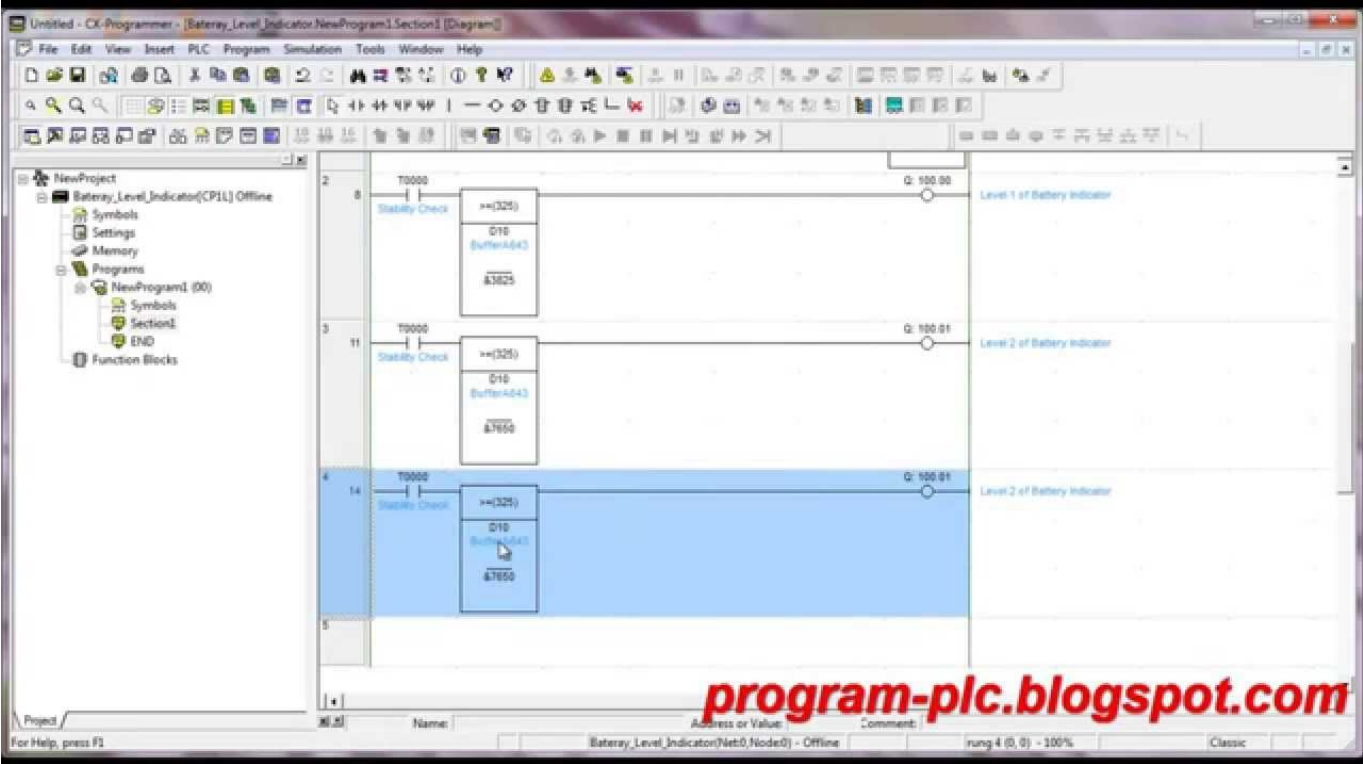 Untitled - CX-Programmer - [Bateray_Level_Indicator.NewProgram1.Section1 [Diagram]]
File Edit View Insert PLC Program Simulation Tools Window Help
NewProject
Bateray_Level_Indicator[CP1L] Offline
Symbols
Settings
Memory
Programs
NewProgram1 (00)
Symbols
Section1
END
Function Blocks
Project
2
8
T0000
Stability Check
>=(325)
D10
BufferA643
&3825
Q: 100.00
Level 1 of Battery Indicator
3
11
T0000
Stability Check
>=(325)
D10
BufferA643
&7650
Q: 100.01
Level 2 of Battery Indicator
4
14
T0000
Stability Check
>=(325)
D10
BufferA643
&7650
Q: 100.01
Level 2 of Battery Indicator
5
program-plc.blogspot.com
Name: Address or Value: Comment:
For Help, press F1
Bateray_Level_Indicator(Net:0,Node:0) - Offline
rung 4 (0, 0) - 100%
Classic